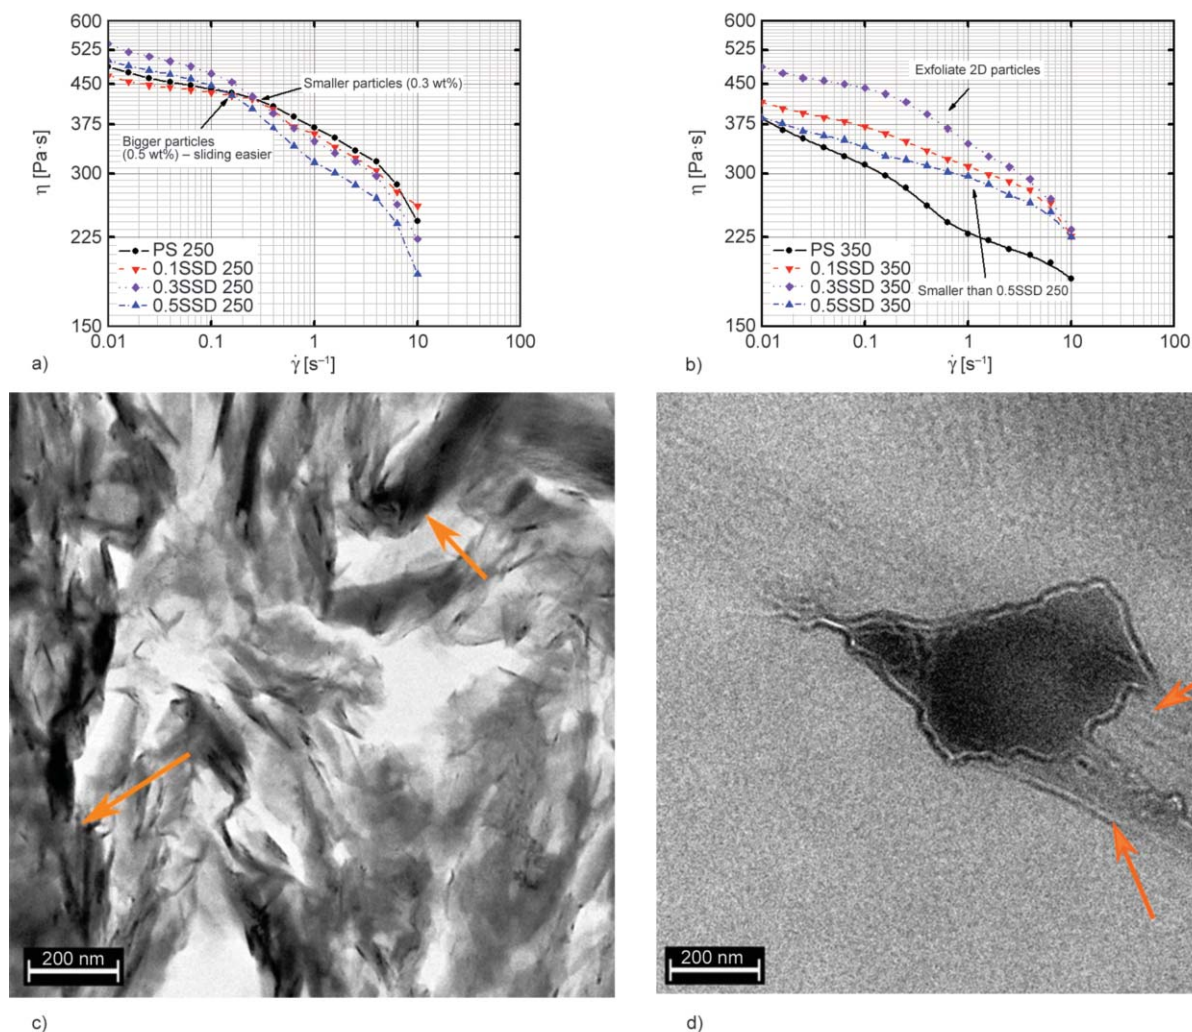 600
525
450
375
300
225
150
η [Pa·s]
Smaller particles (0.3 wt%)
Bigger particles
(0.5 wt%) – sliding easier
PS 250
0.1SSD 250
0.3SSD 250
0.5SSD 250
0.01 0.1 1 10 100
a) γ̇ [s⁻¹]
600
525
450
375
300
225
150
η [Pa·s]
Exfoliate 2D particles
PS 350
0.1SSD 350
0.3SSD 350
0.5SSD 350
Smaller than 0.5SSD 250
0.01 0.1 1 10 100
b) γ̇ [s⁻¹]
200 nm
200 nm
c)
d)